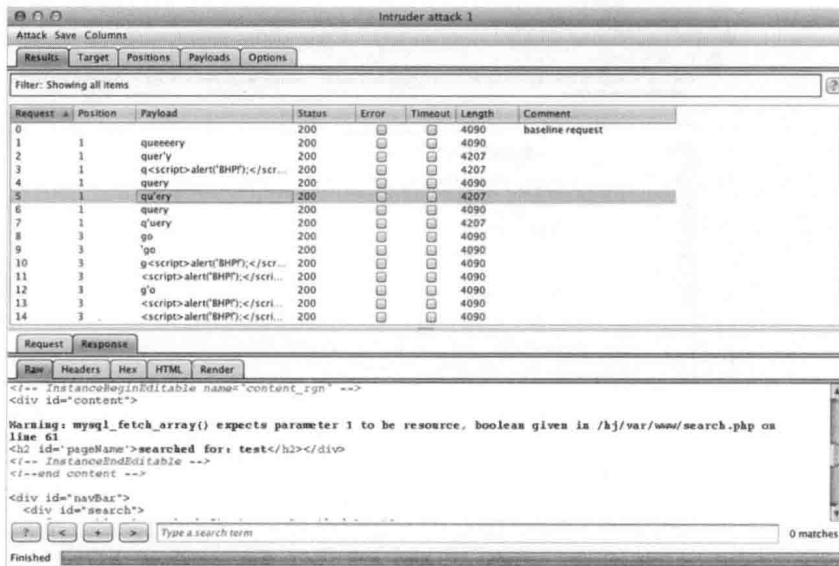 Intruder attack 1
Attack Save Columns
Results Target Positions Payloads Options
Filter: Showing all items
?
Request Position Payload Status Error Timeout Length Comment
0 200 4090 baseline request
1 1 queeeery 200 4090
2 1 quer'y 200 4207
3 1 q<script>alert('BHP!');</scr... 200 4207
4 1 query 200 4090
5 1 qu'ery 200 4207
6 1 query 200 4090
7 1 q'uery 200 4207
8 3 go 200 4090
9 3 'go 200 4090
10 3 g<script>alert('BHP!');</scr... 200 4090
11 3 <script>alert('BHP!');</scri... 200 4090
12 3 g'o 200 4090
13 3 <script>alert('BHP!');</scri... 200 4090
14 3 <script>alert('BHP!');</scri... 200 4090
Request Response
Raw Headers Hex HTML Render
<!-- InstanceBeginEditable name="content_rgn" -->
<div id="content">
Warning: mysql_fetch_array() expects parameter 1 to be resource, boolean given in /hj/var/www/search.php on
line 61
<h2 id='pageName'>searched for: test</h2></div>
<!-- InstanceEndEditable -->
<!--end content -->
<div id="navBar">
<div id="search">
? < + > Type a search term 0 matches
Finished